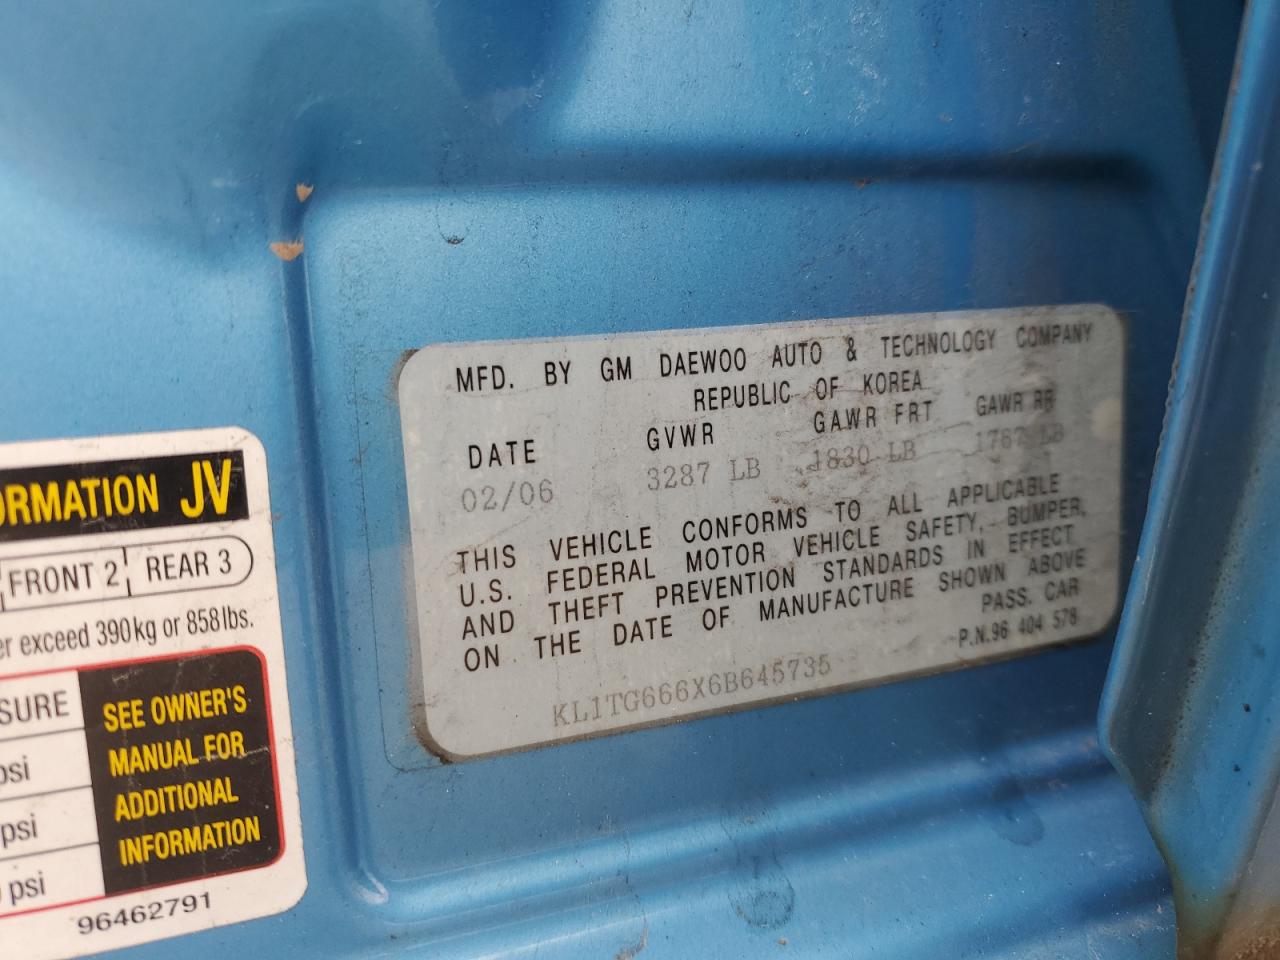 ORMATION JV
FRONT 2 REAR 3
er exceed 390kg or 858lbs.
SURE
psi
psi
psi
SEE OWNER'S
MANUAL FOR
ADDITIONAL
INFORMATION
96462791
MFD. BY GM DAEWOO AUTO & TECHNOLOGY COMPANY
REPUBLIC OF KOREA
DATE GVWR GAWR FRT GAWR RR
02/06 3287 LB 1830 LB 1767 LB
THIS VEHICLE CONFORMS TO ALL APPLICABLE
U.S. FEDERAL MOTOR VEHICLE SAFETY, BUMPER,
AND THEFT PREVENTION STANDARDS IN EFFECT
ON THE DATE OF MANUFACTURE SHOWN ABOVE
PASS. CAR
P.N.96 404 578
KL1TG666X6B645735